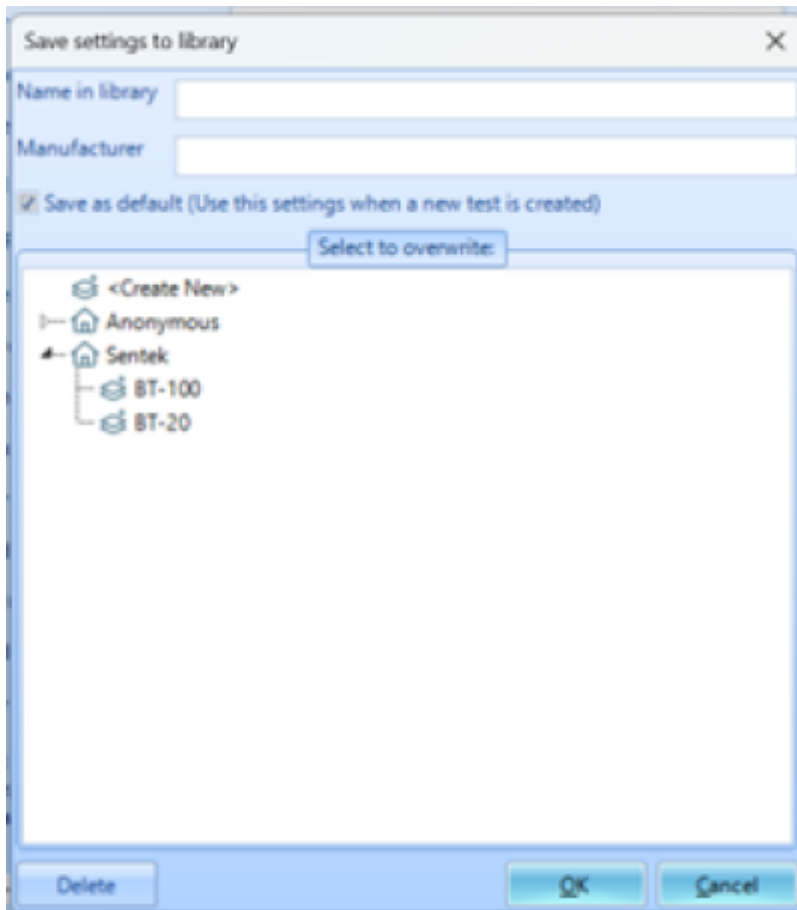 Save settings to library
Name in library
Manufacturer
Save as default (Use this settings when a new test is created)
Select to overwrite:
<Create New>
Anonymous
Sentek
BT-100
BT-20
Delete
OK
Cancel